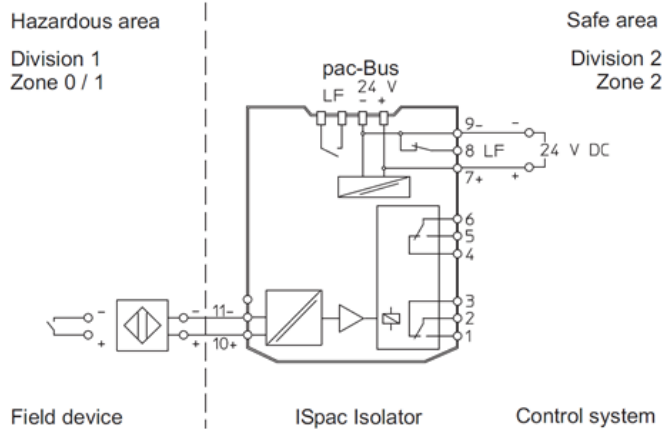 Hazardous area
Safe area
Division 1
Zone 0 / 1
Division 2
Zone 2
pac-Bus
LF 24 V
- +
9- -
8 LF 24 V DC
7+ +
6
5
4
3
- - 11-
2
+ + 10+
1
Field device
ISpac Isolator
Control system